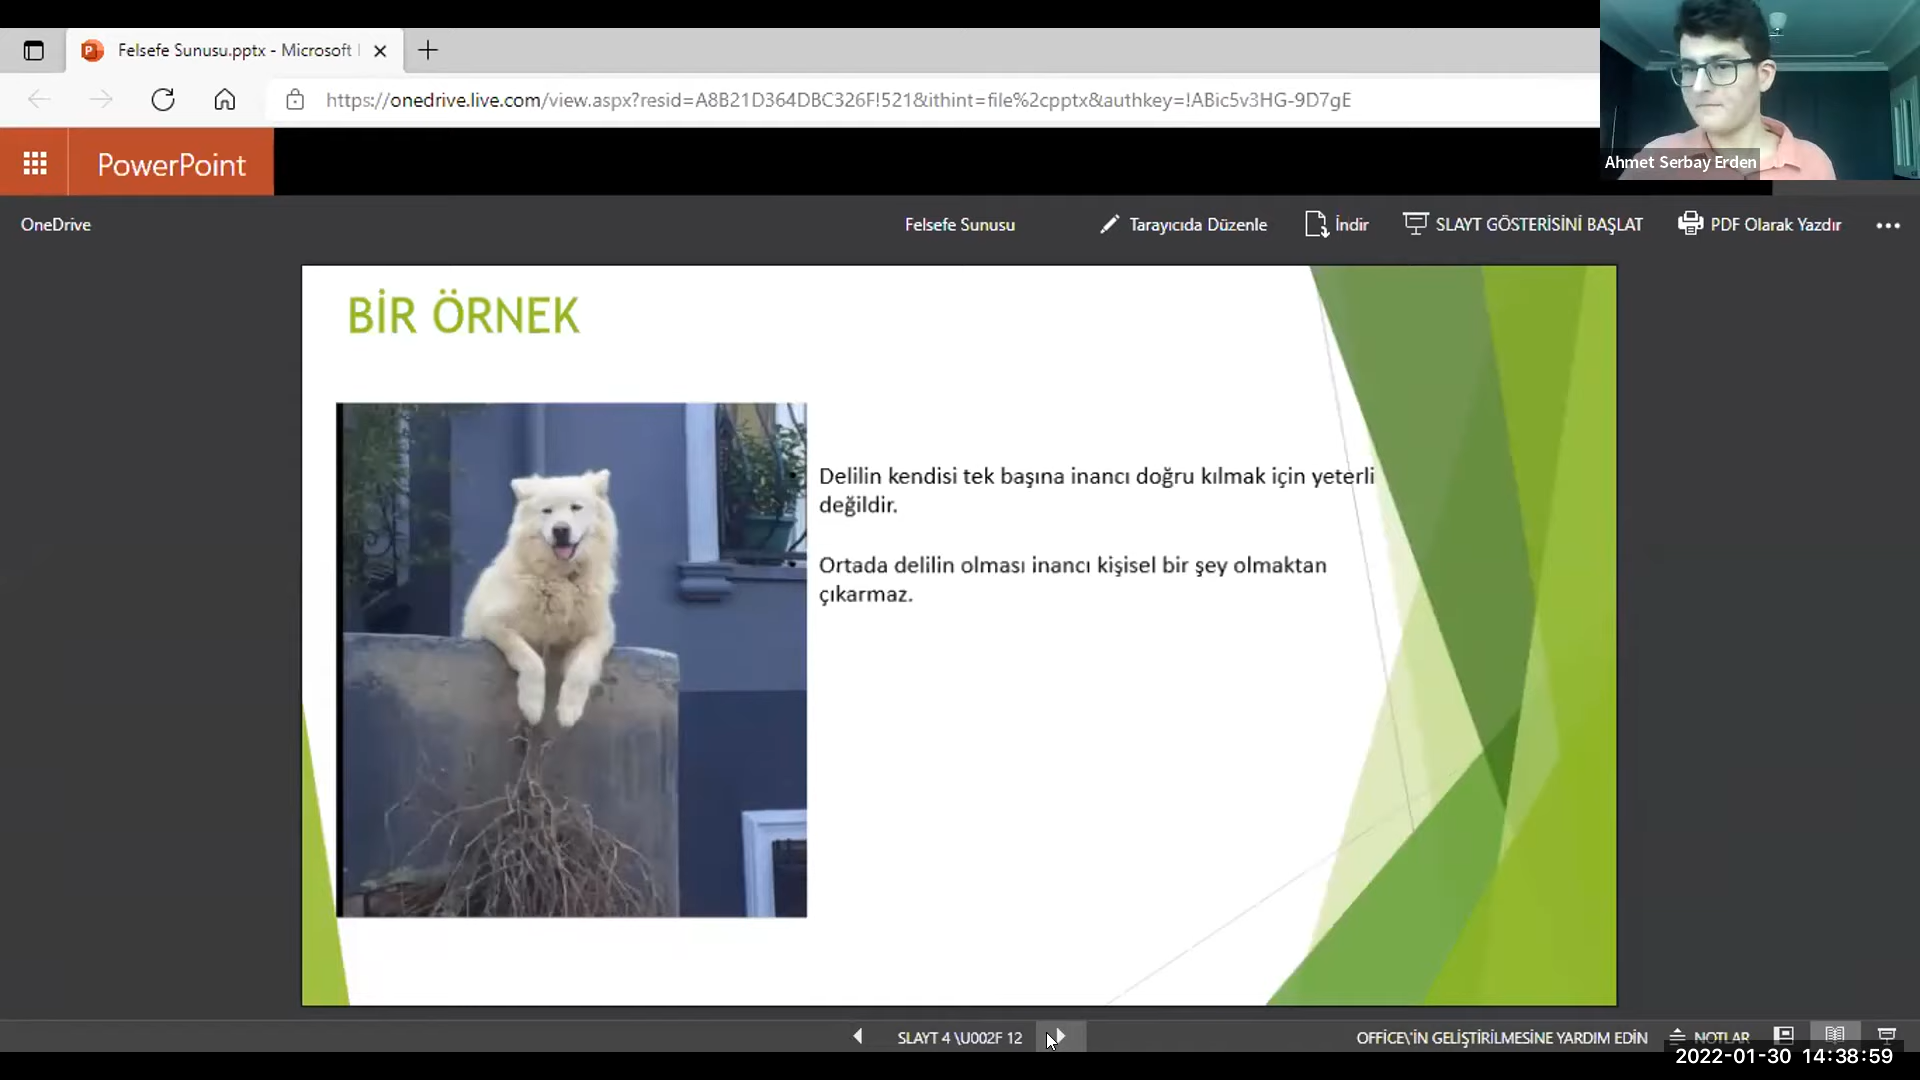 Felsefe Sunusu.pptx - Microsoft
https://onedrive.live.com/view.aspx?resid=A8B21D364DBC326F!521&ithint=file%2cpptx&authkey=!ABic5v3HG-9D7gE
Ahmet Serbay Erden
PowerPoint
OneDrive
Felsefe Sunusu
Tarayıcıda Düzenle
İndir
SLAYT GÖSTERİSİNİ BAŞLAT
PDF Olarak Yazdır
BİR ÖRNEK
Delilin kendisi tek başına inancı doğru kılmak için yeterli
değildir.
Ortada delilin olması inancı kişisel bir şey olmaktan
çıkarmaz.
SLAYT 4 \U002F 12
OFFICE\'İN GELİŞTİRİLMESİNE YARDIM EDİN
NOTLAR
2022-01-30 14:38:59